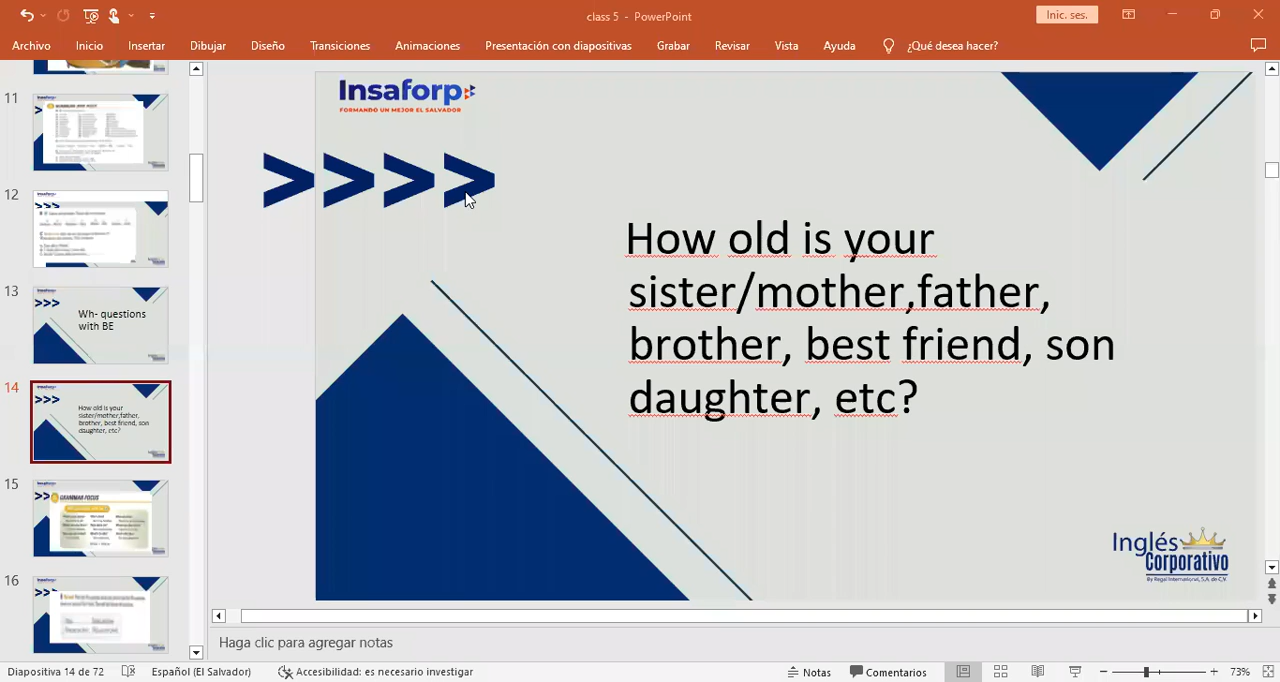 class 5 - PowerPoint
Inic. ses.
Archivo Inicio Insertar Dibujar Diseño Transiciones Animaciones Presentación con diapositivas Grabar Revisar Vista Ayuda ¿Qué desea hacer?
11
12
13
Wh- questions
with BE
14
How old is your
sister/mother,father,
brother, best friend, son
daughter, etc?
15
GRAMMAR FOCUS
16
Insaforp
FORMANDO UN MEJOR EL SALVADOR
>>>>
How old is your
sister/mother,father,
brother, best friend, son
daughter, etc?
Inglés
Corporativo
By Regal International, S.A. de C.V.
Haga clic para agregar notas
Diapositiva 14 de 72 Español (El Salvador) Accesibilidad: es necesario investigar Notas Comentarios 73%